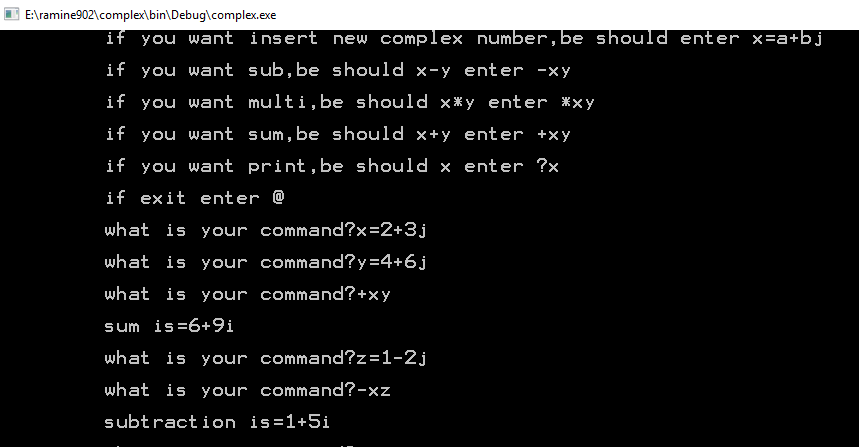 E:\ramine902\complex\bin\Debug\complex.exe
if you want insert new complex number,be should enter x=a+bj
if you want sub,be should x-y enter -xy
if you want multi,be should x*y enter *xy
if you want sum,be should x+y enter +xy
if you want print,be should x enter ?x
if exit enter @
what is your command?x=2+3j
what is your command?y=4+6j
what is your command?+xy
sum is=6+9i
what is your command?z=1-2j
what is your command?-xz
subtraction is=1+5i